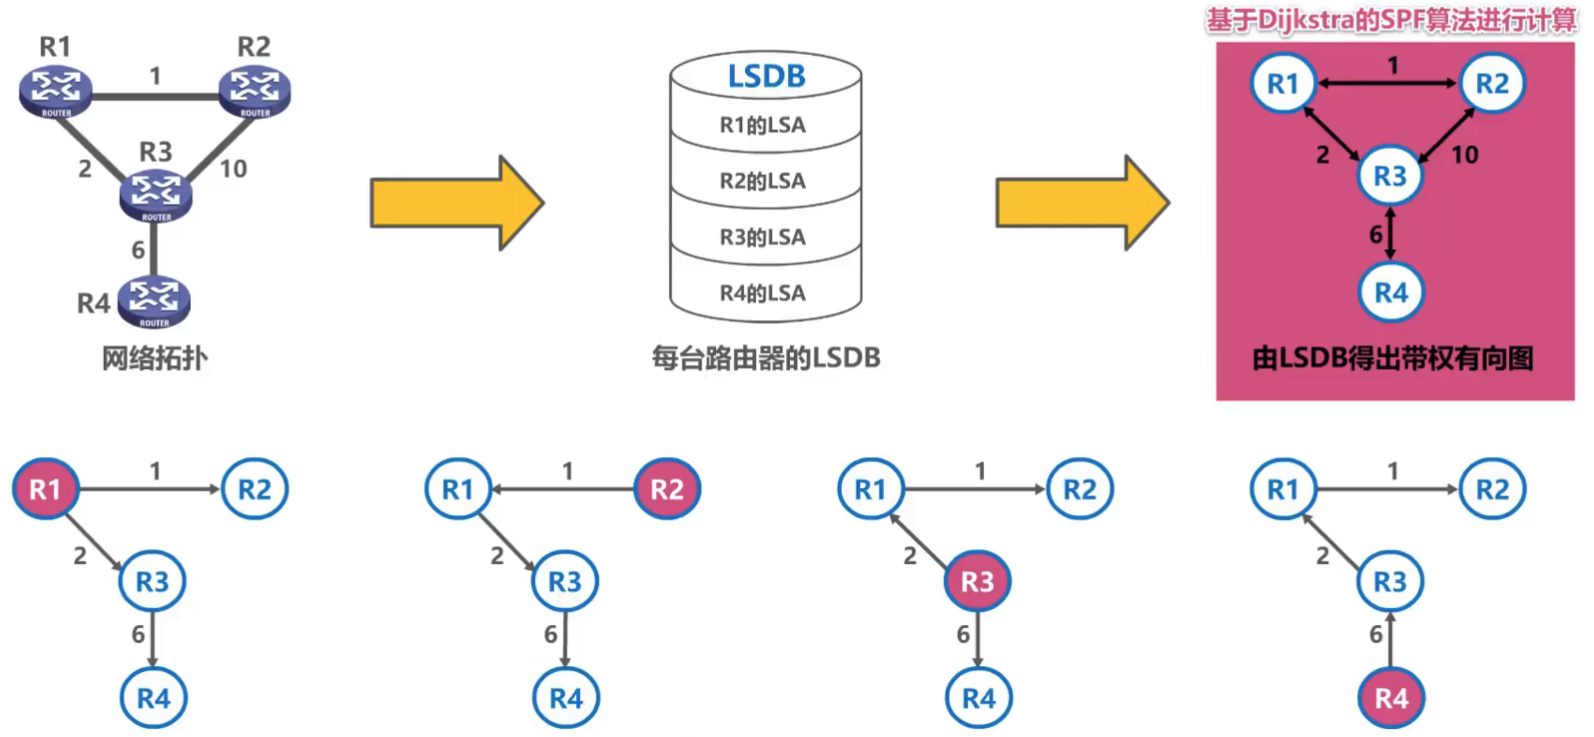 基于Dijkstra的SPF算法进行计算
R1
R2
1
ROUTER
ROUTER
R3
2
10
ROUTER
6
R4
ROUTER
网络拓扑
LSDB
R1的LSA
R2的LSA
R3的LSA
R4的LSA
每台路由器的LSDB
R1
1
R2
2
10
R3
6
R4
由LSDB得出带权有向图
R1
1
R2
2
R3
6
R4
R1
1
R2
2
R3
6
R4
R1
1
R2
2
R3
6
R4
R1
1
R2
2
R3
6
R4